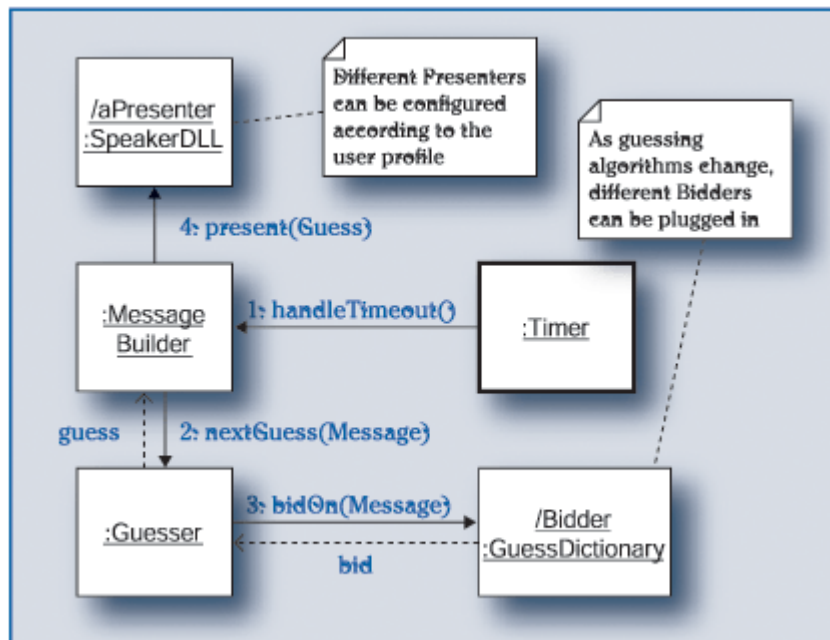 /aPresenter
:SpeakerDLL
Different Presenters
can be configured
according to the
user profile
As guessing
algorithms change,
different Bidders
can be plugged in
4: present(Guess)
:Message
Builder
1: handleTimeout()
:Timer
guess
2: nextGuess(Message)
:Guesser
3: bidOn(Message)
bid
/Bidder
:GuessDictionary